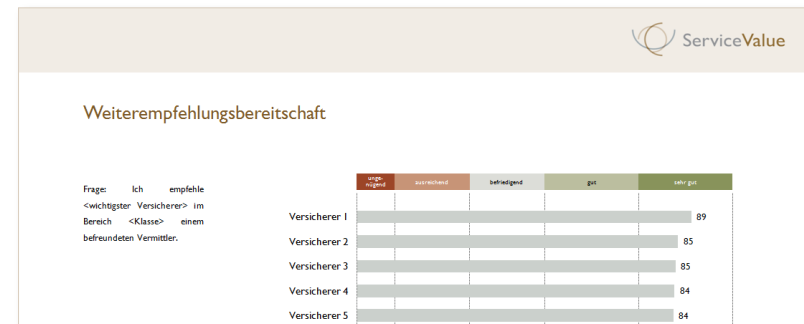 ServiceValue
Weiterempfehlungsbereitschaft
Frage: Ich empfehle
<wichtigster Versicherer> im
Bereich <Klasse> einem
befreundeten Vermittler.
unge-
nügend
ausreichend
befriedigend
gut
sehr gut
Versicherer 1 89
Versicherer 2 85
Versicherer 3 85
Versicherer 4 84
Versicherer 5 84